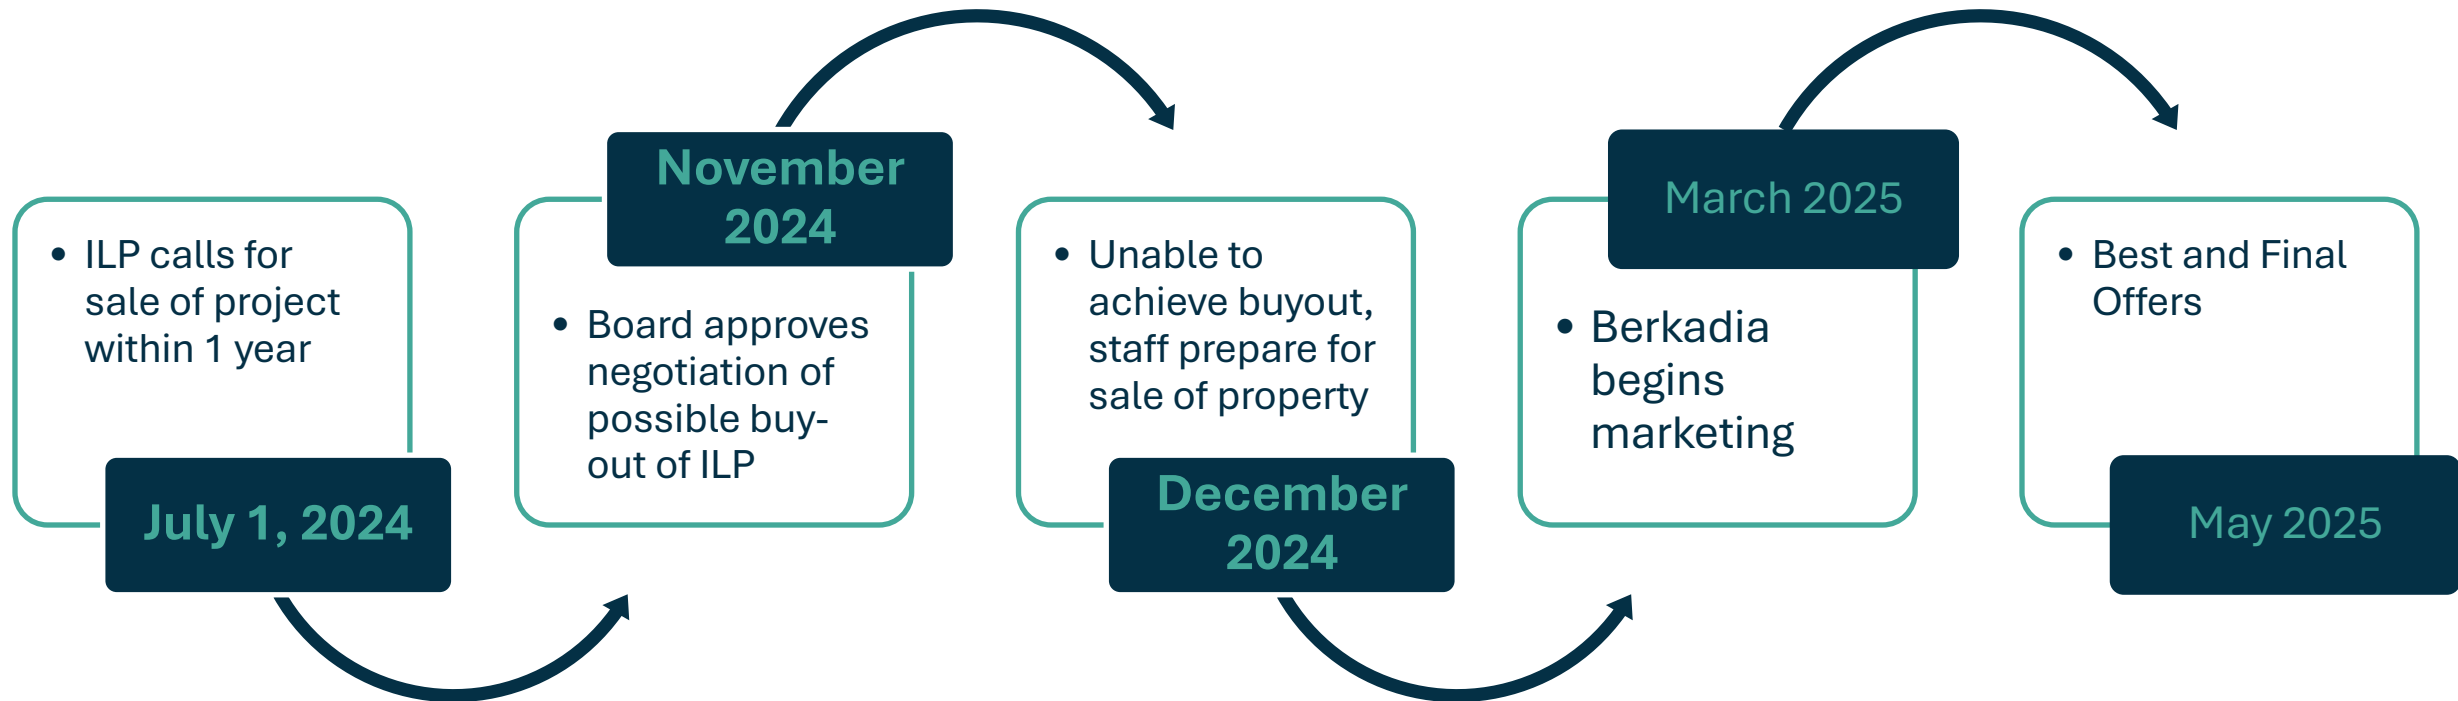 • ILP calls for
sale of project
within 1 year
July 1, 2024
November
2024
• Board approves
negotiation of
possible buy-
out of ILP
• Unable to
achieve buyout,
staff prepare for
sale of property
December
2024
March 2025
• Berkadia
begins
marketing
• Best and Final
Offers
May 2025